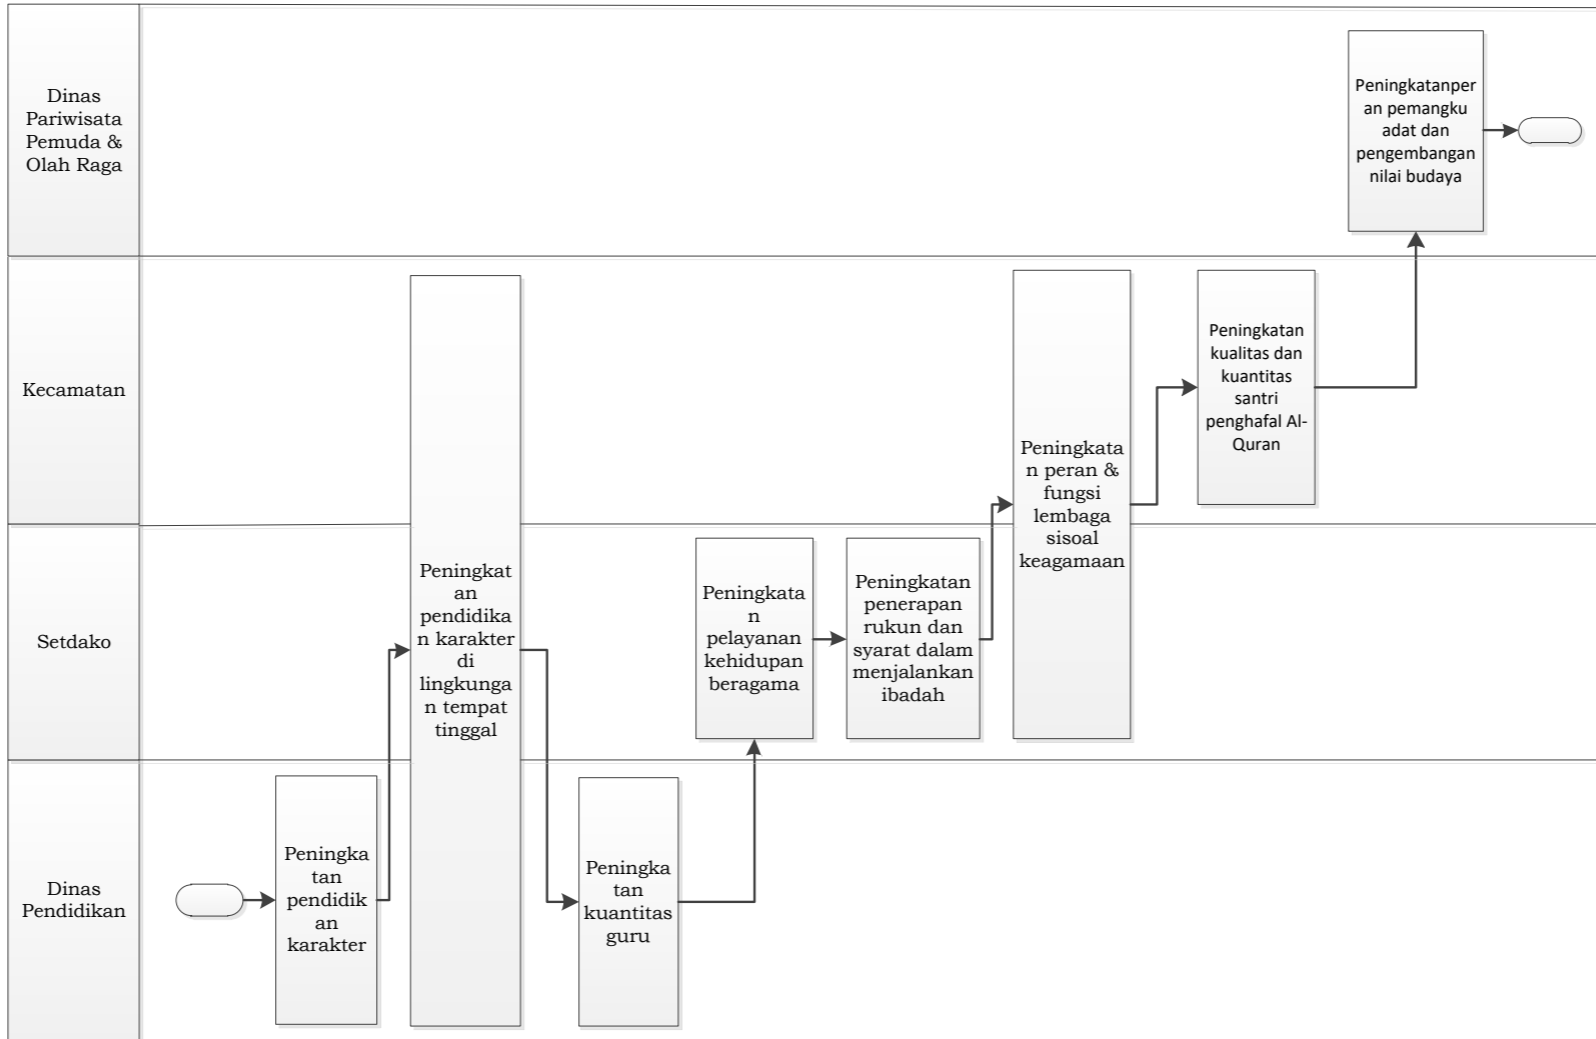 Dinas
Pariwisata
Pemuda &
Olah Raga
Peningkatanper
an pemangku
adat dan
pengembangan
nilai budaya
Kecamatan
Peningkatan
kualitas dan
kuantitas
santri
penghafal Al-
Quran
Peningkata
n peran &
fungsi
lembaga
sisoal
keagamaan
Setdako
Peningkat
an
pendidika
n karakter
di
lingkunga
n tempat
tinggal
Peningkata
n
pelayanan
kehidupan
beragama
Peningkatan
penerapan
rukun dan
syarat dalam
menjalankan
ibadah
Dinas
Pendidikan
Peningka
tan
pendidik
an
karakter
Peningka
tan
kuantitas
guru